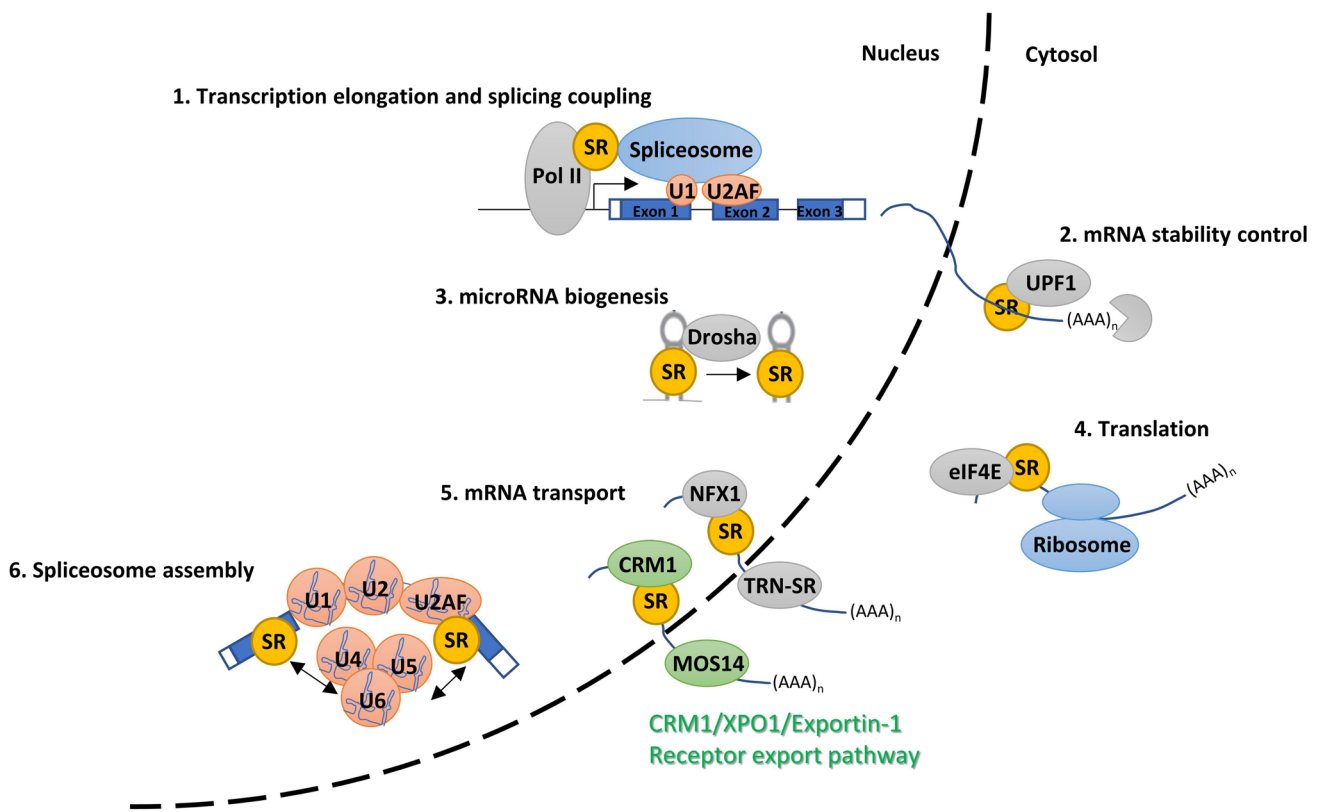 Nucleus
Cytosol
1. Transcription elongation and splicing coupling
SR
Spliceosome
Pol II
U1
U2AF
Exon 1
Exon 2
Exon 3
2. mRNA stability control
UPF1
SR
(AAA)n
3. microRNA biogenesis
Drosha
SR
SR
4. Translation
eIF4E
SR
(AAA)n
Ribosome
5. mRNA transport
NFX1
SR
TRN-SR
(AAA)n
CRM1
SR
MOS14
(AAA)n
CRM1/XPO1/Exportin-1
Receptor export pathway
6. Spliceosome assembly
U1
U2
U2AF
SR
SR
U4
U5
U6